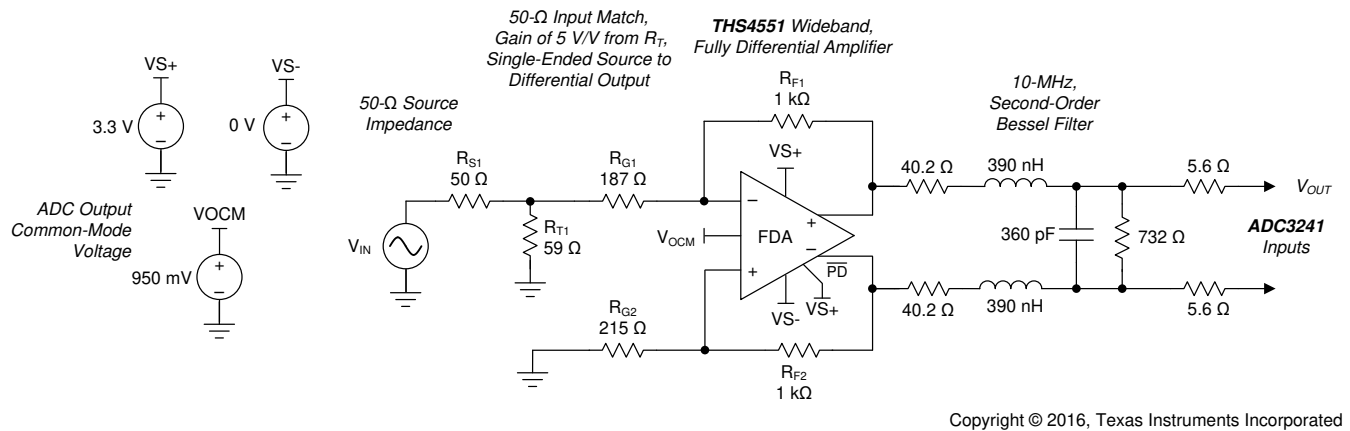 50-Ω Input Match,
Gain of 5 V/V from RT,
Single-Ended Source to
Differential Output
THS4551 Wideband,
Fully Differential Amplifier
VS+
3.3 V
+
−
VS-
0 V
+
−
ADC Output
Common-Mode
Voltage
VOCM
950 mV
+
−
50-Ω Source
Impedance
RS1
50 Ω
VIN
RT1
59 Ω
RG1
187 Ω
RF1
1 kΩ
VS+
−
+
VOCM
FDA
+
−
PD
VS-
VS+
RG2
215 Ω
RF2
1 kΩ
10-MHz,
Second-Order
Bessel Filter
40.2 Ω
390 nH
5.6 Ω
360 pF
732 Ω
VOUT
ADC3241
Inputs
40.2 Ω
390 nH
5.6 Ω
Copyright © 2016, Texas Instruments Incorporated